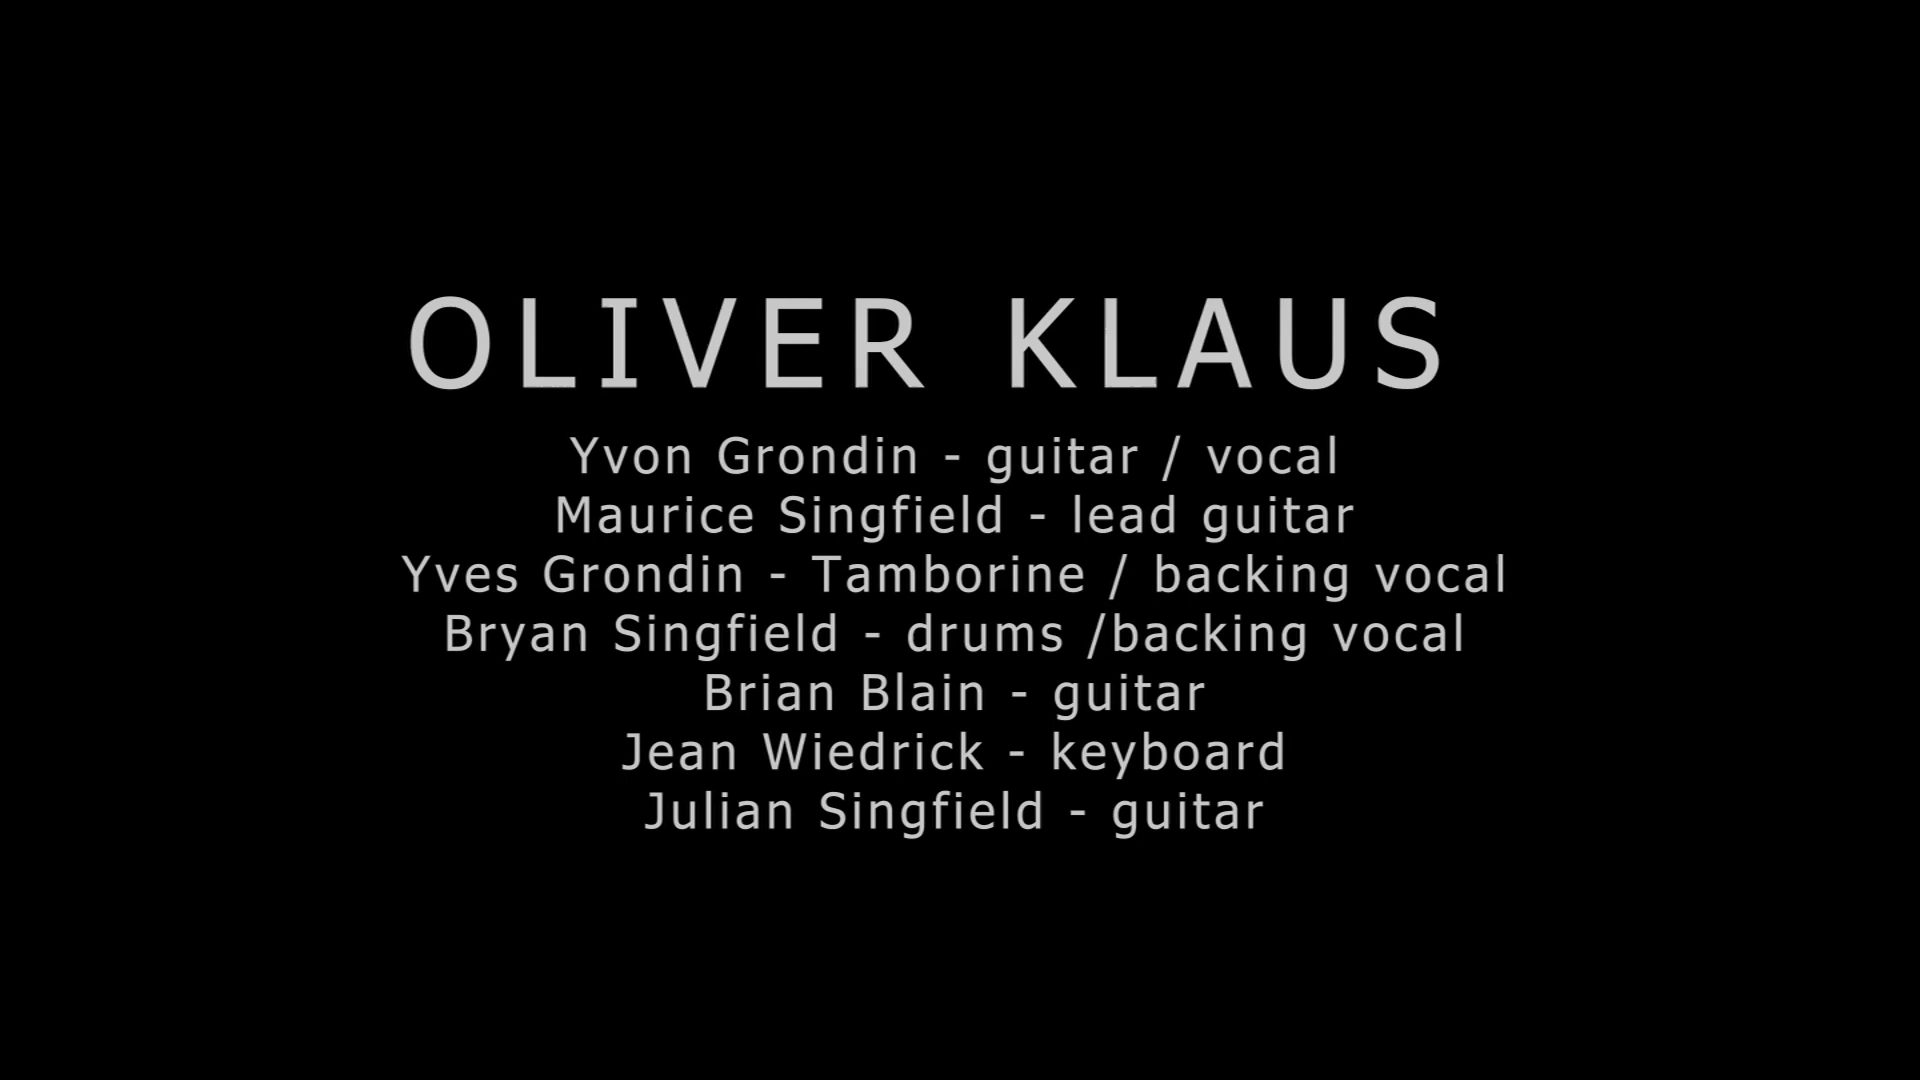 OLIVER KLAUS
Yvon Grondin - guitar / vocal
Maurice Singfield - lead guitar
Yves Grondin - Tamborine / backing vocal
Bryan Singfield - drums /backing vocal
Brian Blain - guitar
Jean Wiedrick - keyboard
Julian Singfield - guitar